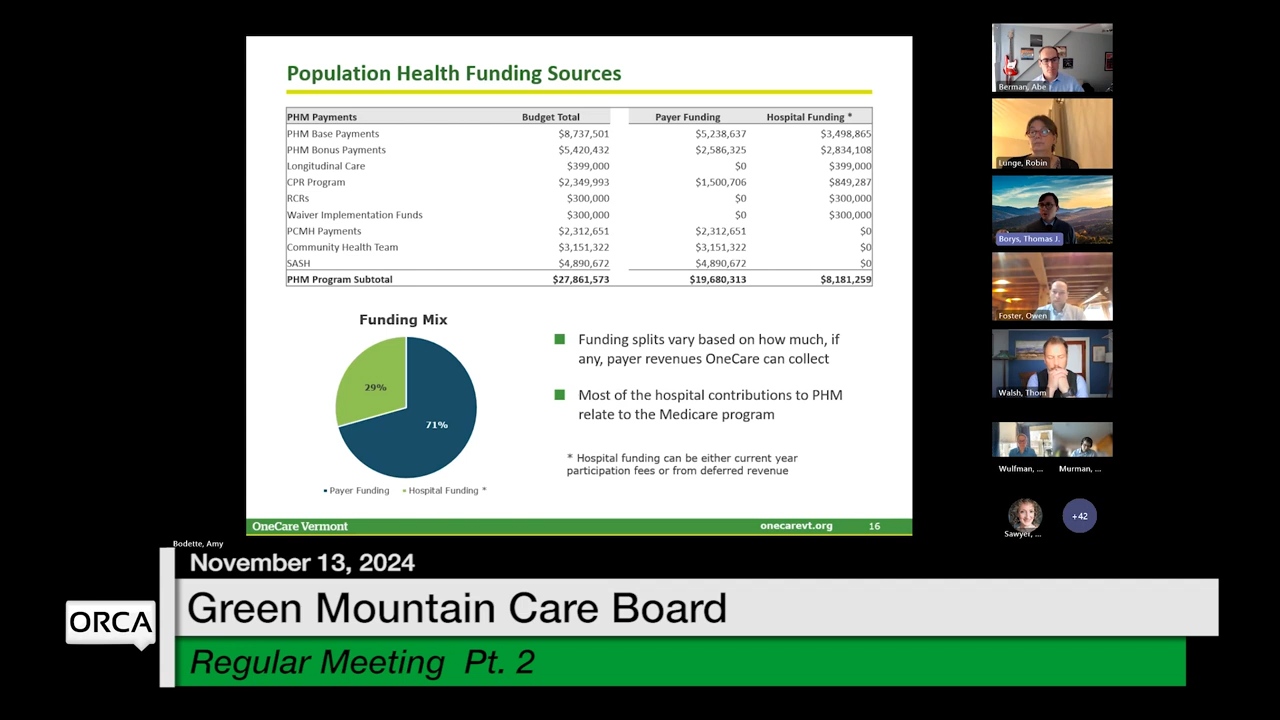 Population Health Funding Sources
PHM Payments Budget Total Payer Funding Hospital Funding *
PHM Base Payments $8,737,501 $5,238,637 $3,498,865
PHM Bonus Payments $5,420,432 $2,586,325 $2,834,108
Longitudinal Care $399,000 $0 $399,000
CPR Program $2,349,993 $1,500,706 $849,287
RCRs $300,000 $0 $300,000
Waiver Implementation Funds $300,000 $0 $300,000
PCMH Payments $2,312,651 $2,312,651 $0
Community Health Team $3,151,322 $3,151,322 $0
SASH $4,890,672 $4,890,672 $0
PHM Program Subtotal $27,861,573 $19,680,313 $8,181,259
Funding Mix
29%
71%
Payer Funding Hospital Funding *
Funding splits vary based on how much, if
any, payer revenues OneCare can collect
Most of the hospital contributions to PHM
relate to the Medicare program
* Hospital funding can be either current year
participation fees or from deferred revenue
OneCare Vermont onecarevt.org 16
Berman, Abe
Lunge, Robin
Borys, Thomas J.
Foster, Owen
Walsh, Thom
Wulfman, ... Murman, ...
Sawyer, ...
+42
Bodette, Amy
November 13, 2024
ORCA
Green Mountain Care Board
Regular Meeting Pt. 2